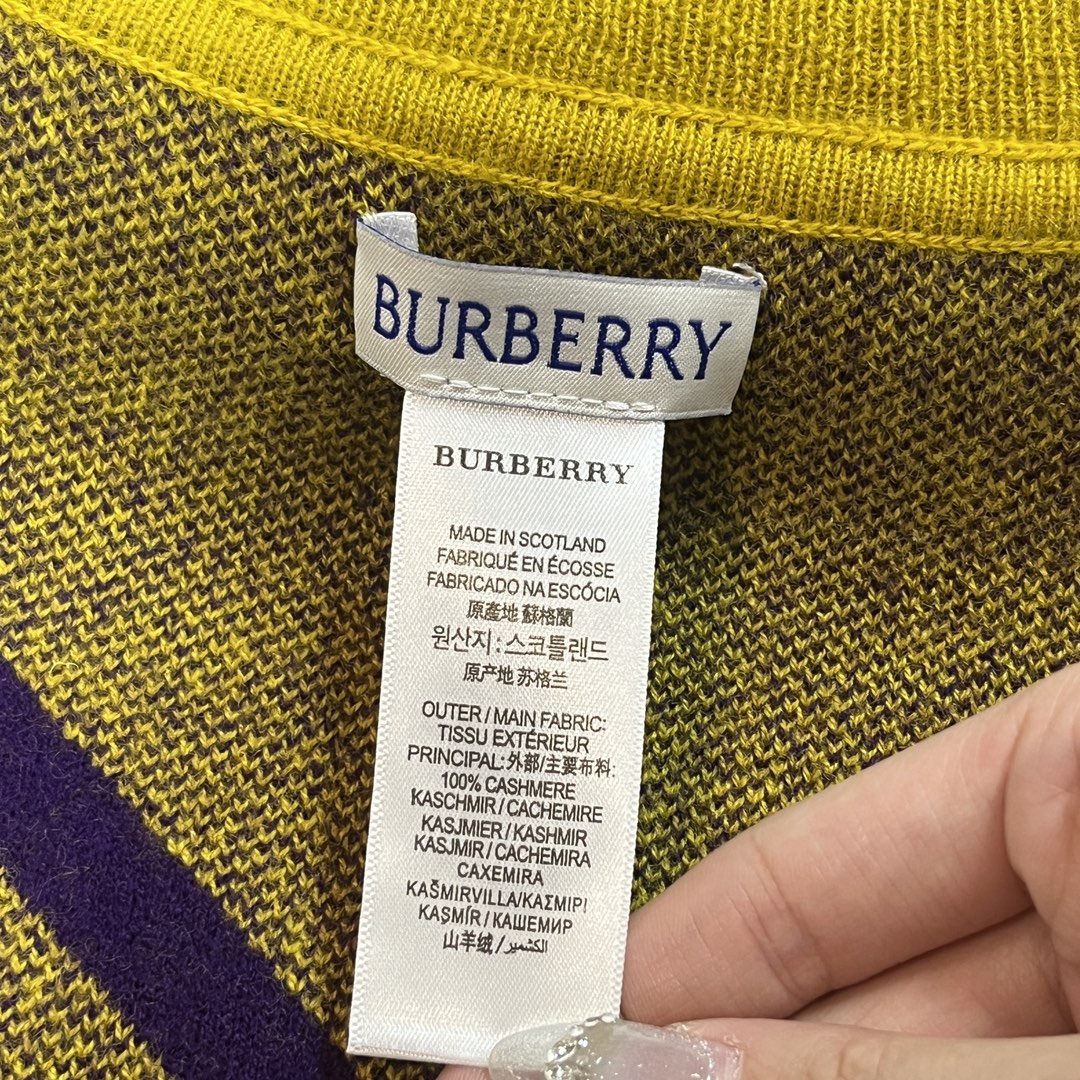 BURBERRY
BURBERRY
MADE IN SCOTLAND
FABRIQUÉ EN ÉCOSSE
FABRICADO NA ESCÓCIA
原產地 蘇格蘭
원산지 : 스코틀랜드
原产地 苏格兰
OUTER / MAIN FABRIC:
TISSU EXTÉRIEUR
PRINCIPAL:外部/主要布料:
100% CASHMERE
KASCHMIR / CACHEMIRE
KASJMIER / KASHMIR
KASJMIR / CACHEMIRA
CAXEMIRA
KAŠMIRVILLA/ΚΑΣΜΙΡΙ
KAŞMİR / КАШЕМИР
山羊绒 / الكشمير